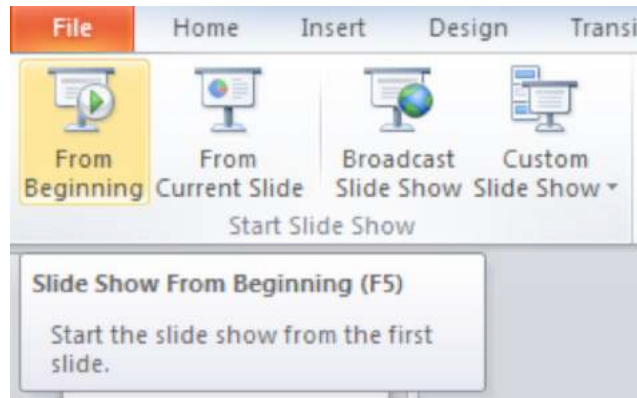 File Home Insert Design Transi
From From Broadcast Custom
Beginning Current Slide Slide Show Slide Show
Start Slide Show
Slide Show From Beginning (F5)
Start the slide show from the first
slide.